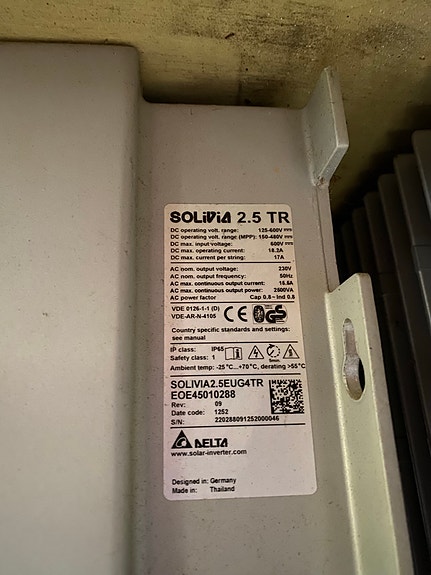 SOLIVIA 2.5 TR
DC operating volt. range: 125-600V
DC operating volt. range (MPP): 150-480V
DC max. input voltage: 600V
DC max. operating current: 18.2A
DC max. current per string: 17A
AC nom. output voltage: 230V
AC nom. output frequency: 50Hz
AC max. continuous output current: 15.5A
AC max. continuous output power: 2500VA
AC power factor Cap 0.8~ Ind 0.8
VDE 0126-1-1 (D)
VDE-AR-N-4105
CE
Country specific standards and settings:
see manual
IP class: IP65
Safety class: 1
5min.
Ambient temp: -25 °C...+70 °C, derating >55°C
SOLIVIA2.5EUG4TR
EOE45010288
Rev: 09
Date code: 1252
S/N: 220288091252000046
DELTA
www.solar-inverter.com
Designed in: Germany
Made in: Thailand